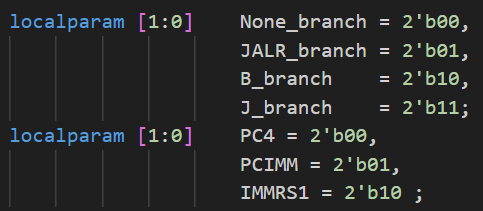 localparam [1:0]    None_branch = 2'b00,
                    JALR_branch = 2'b01,
                    B_branch    = 2'b10,
                    J_branch    = 2'b11;
localparam [1:0]    PC4 = 2'b00,
                    PCIMM = 2'b01,
                    IMMRS1 = 2'b10 ;